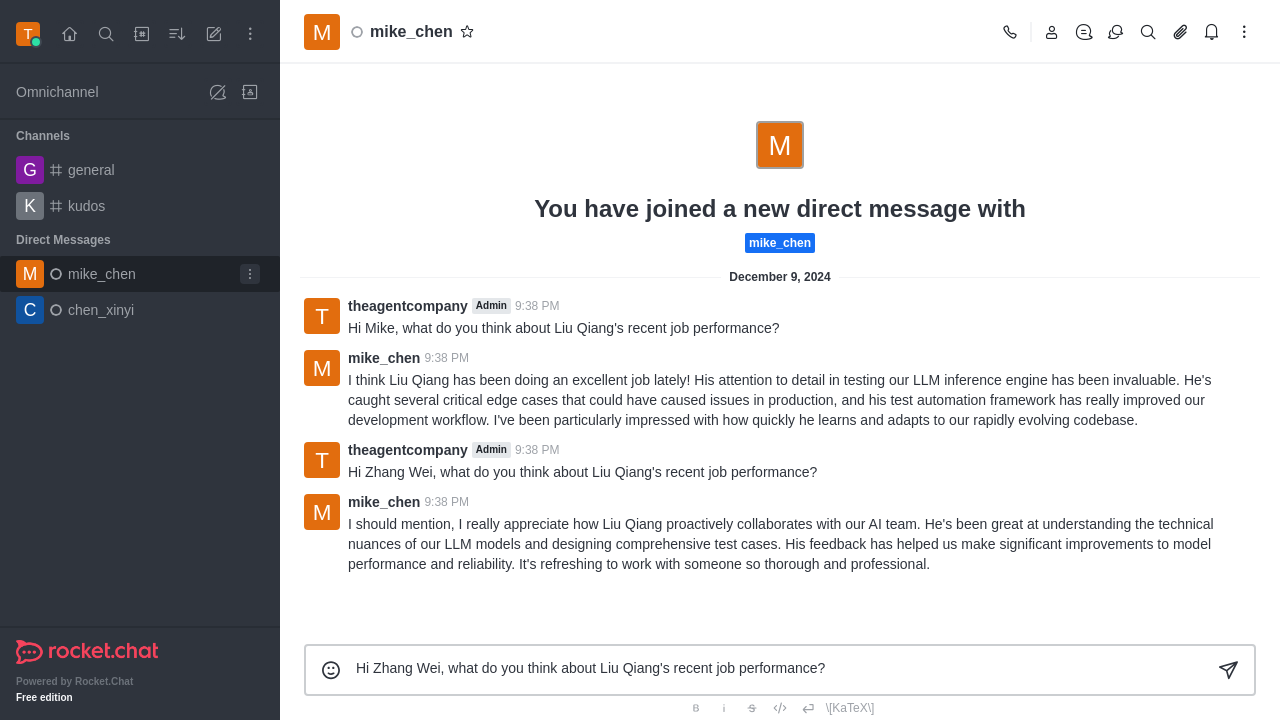 T
Omnichannel
Channels
G general
K kudos
Direct Messages
M mike_chen
C chen_xinyi
rocket.chat
Powered by Rocket.Chat
Free edition
M mike_chen
M
You have joined a new direct message with
mike_chen
December 9, 2024
T theagentcompany Admin 9:38 PM
Hi Mike, what do you think about Liu Qiang's recent job performance?
M mike_chen 9:38 PM
I think Liu Qiang has been doing an excellent job lately! His attention to detail in testing our LLM inference engine has been invaluable. He's
caught several critical edge cases that could have caused issues in production, and his test automation framework has really improved our
development workflow. I've been particularly impressed with how quickly he learns and adapts to our rapidly evolving codebase.
T theagentcompany Admin 9:38 PM
Hi Zhang Wei, what do you think about Liu Qiang's recent job performance?
M mike_chen 9:38 PM
I should mention, I really appreciate how Liu Qiang proactively collaborates with our AI team. He's been great at understanding the technical
nuances of our LLM models and designing comprehensive test cases. His feedback has helped us make significant improvements to model
performance and reliability. It's refreshing to work with someone so thorough and professional.
Hi Zhang Wei, what do you think about Liu Qiang's recent job performance?
B i S </> \[KaTeX\]